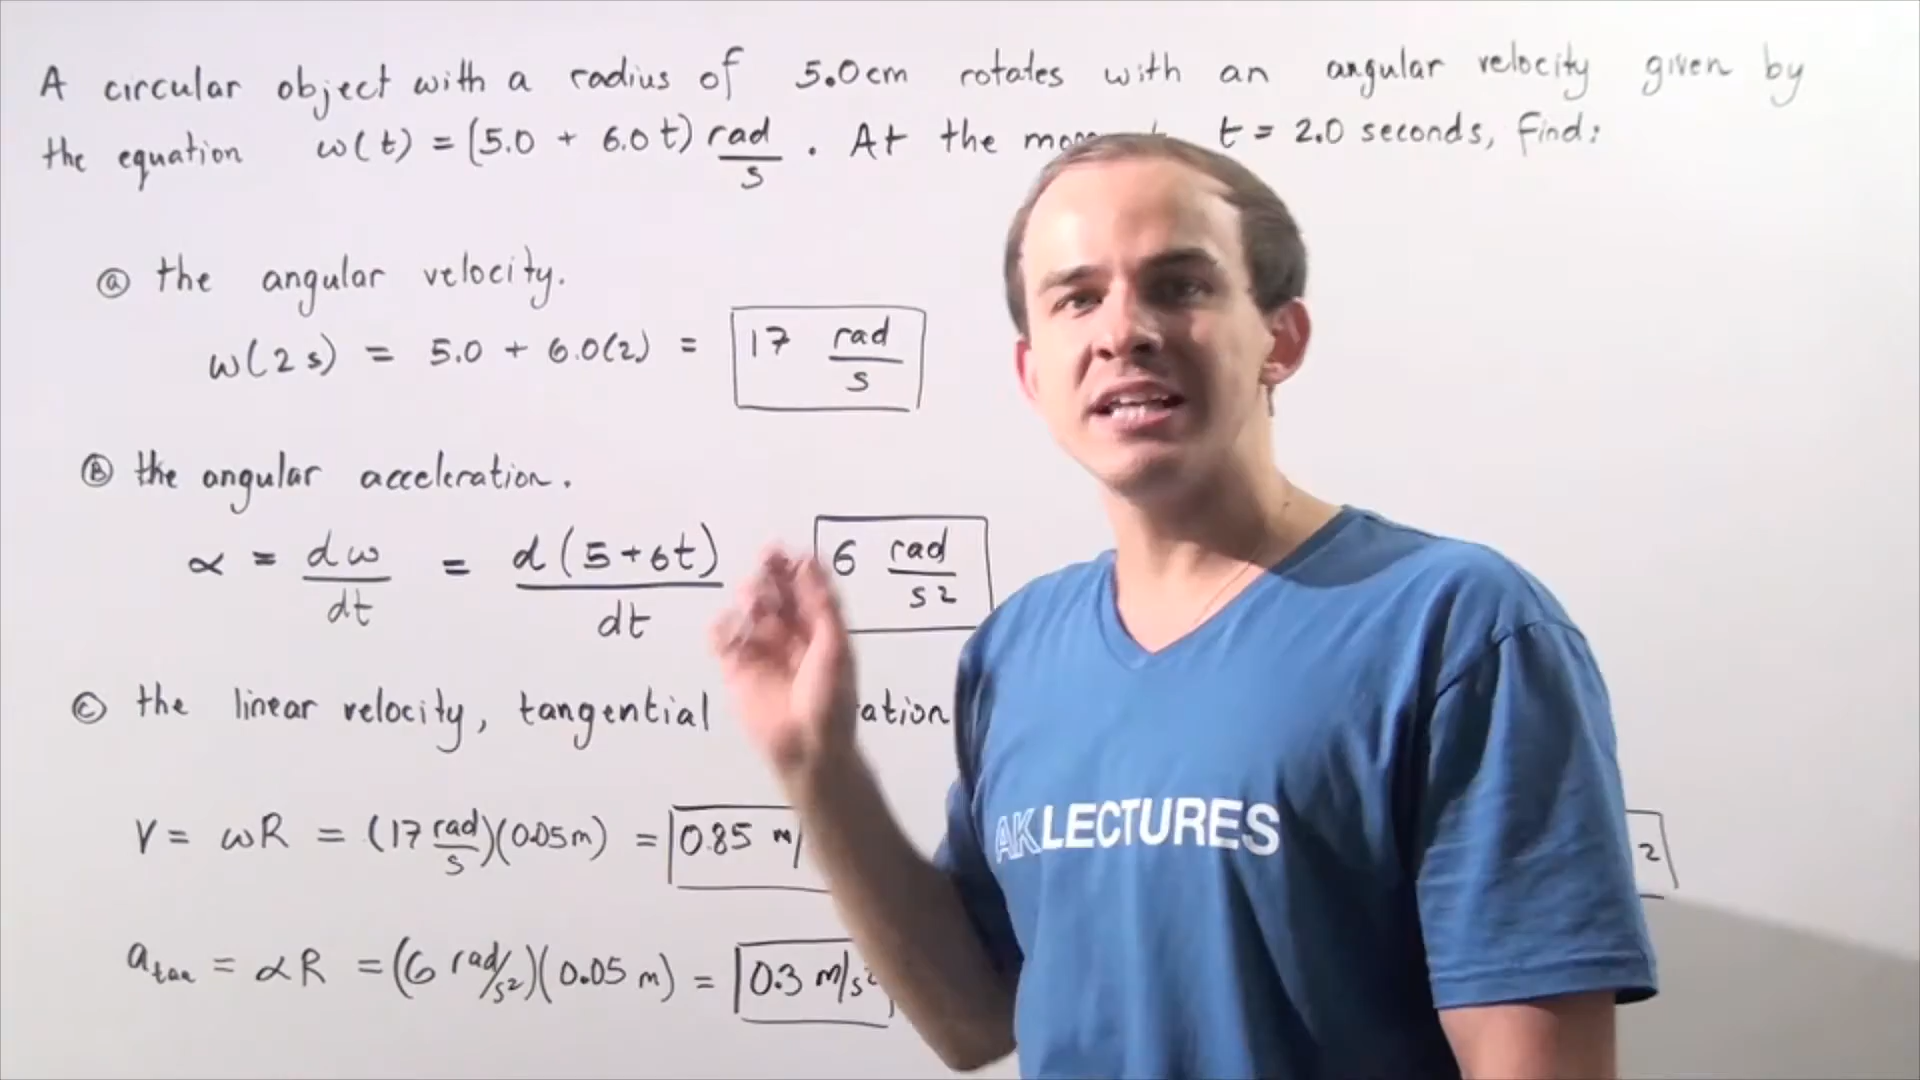 A circular object with a radius of 5.0cm rotates with an angular velocity given by
the equation ω(t) = (5.0 + 6.0t) rad/s . At the t = 2.0 seconds, find:
ⓐ the angular velocity.
ω(2s) = 5.0 + 6.0(2) = 17 rad/s
Ⓑ the angular acceleration.
α = dω/dt = d(5+6t)/dt 6 rad/s²
Ⓒ the linear velocity, tangential ation
V = ωR = (17 rad/s)(0.05m) = 0.85 m/
2
a_tan = αR = (6 rad/s²)(0.05 m) = 0.3 m/s²
AKLECTURES